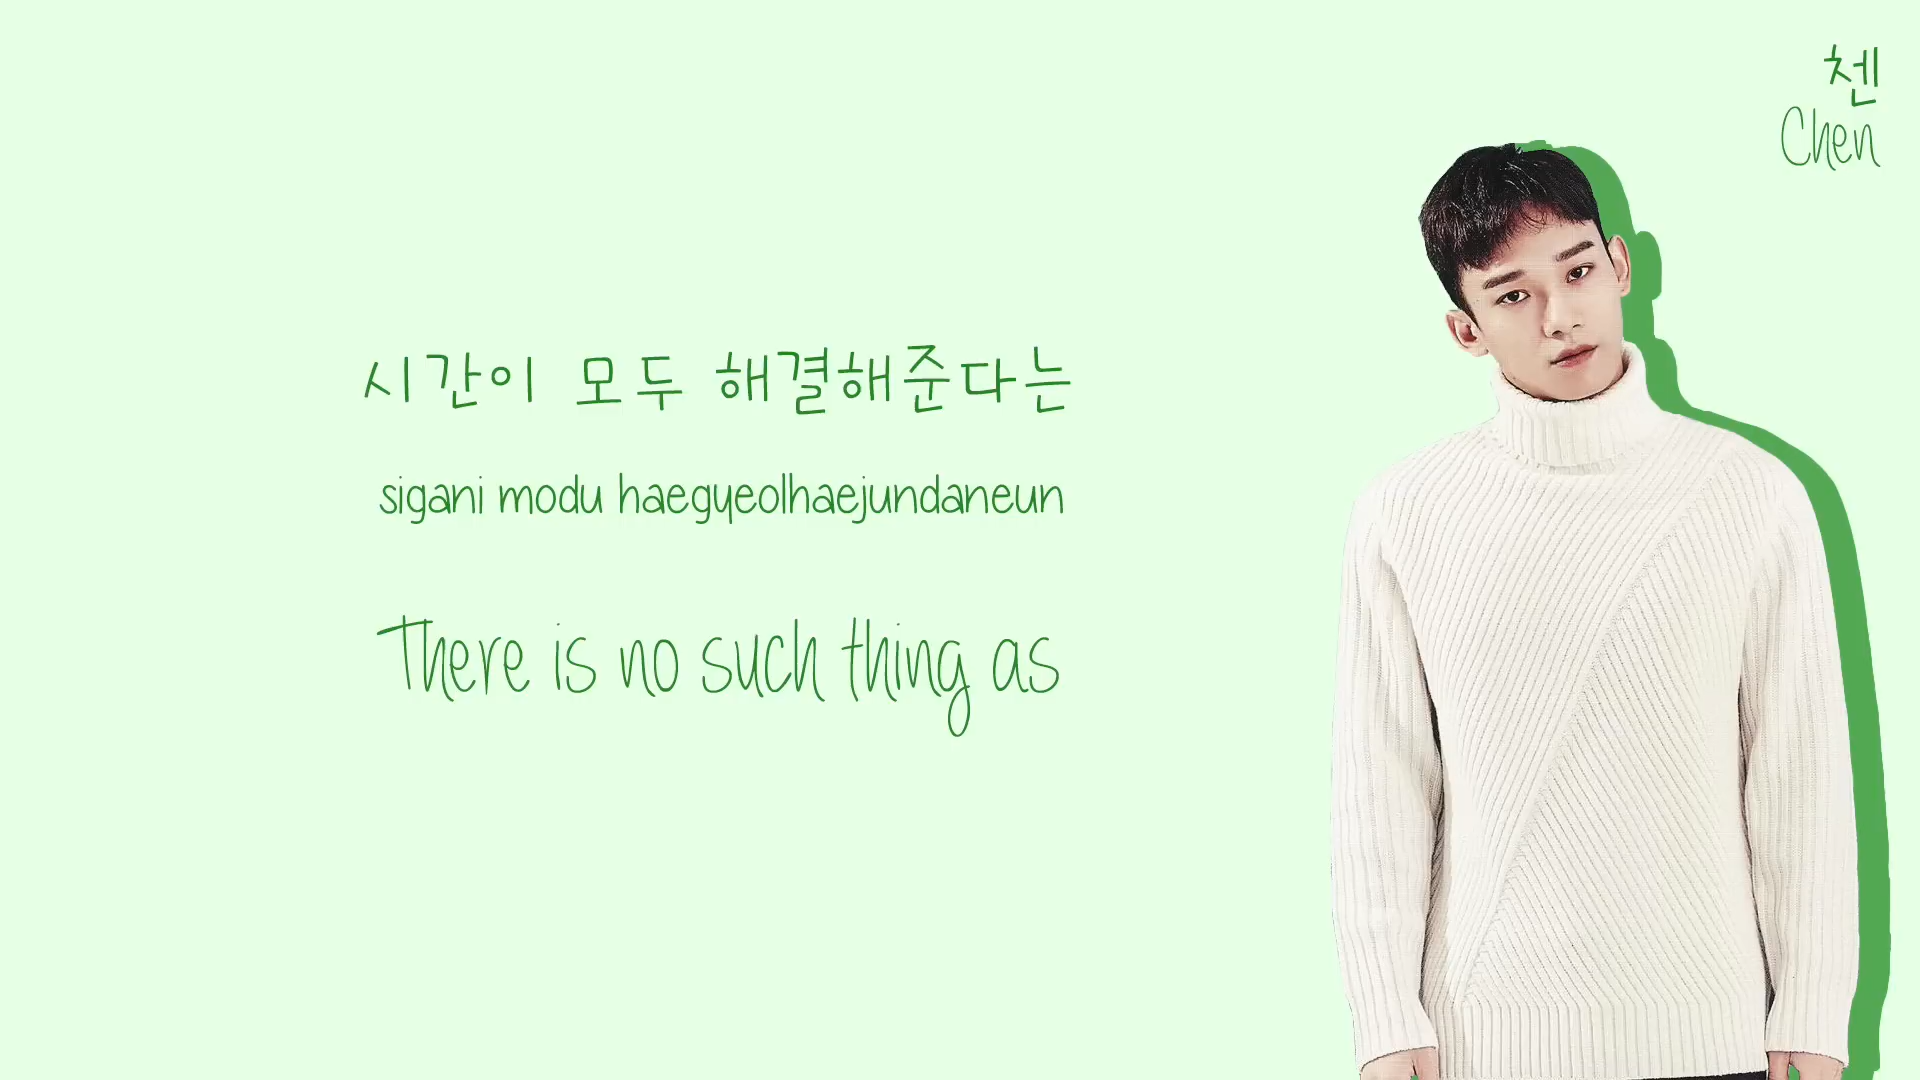 첸
Chen
시간이 모두 해결해준다는
sigani modu haegyeolhaejundaneun
There is no such thing as